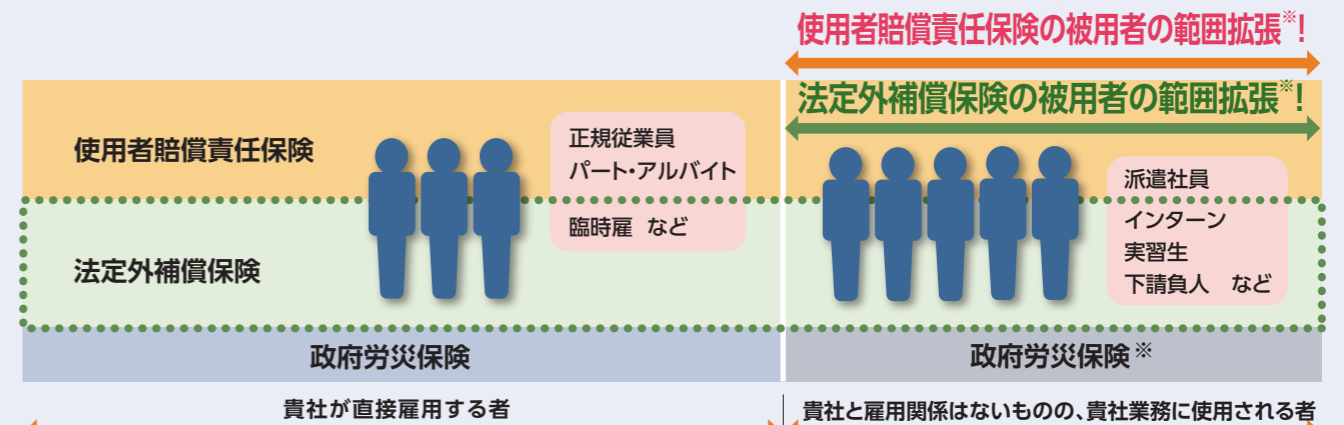 使用者賠償責任保険の被用者の範囲拡張※!
法定外補償保険の被用者の範囲拡張※!
使用者賠償責任保険
正規従業員
パート・アルバイト
臨時雇 など
派遣社員
インターン
実習生
下請負人 など
法定外補償保険
政府労災保険
政府労災保険※
貴社が直接雇用する者
貴社と雇用関係はないものの、貴社業務に使用される者